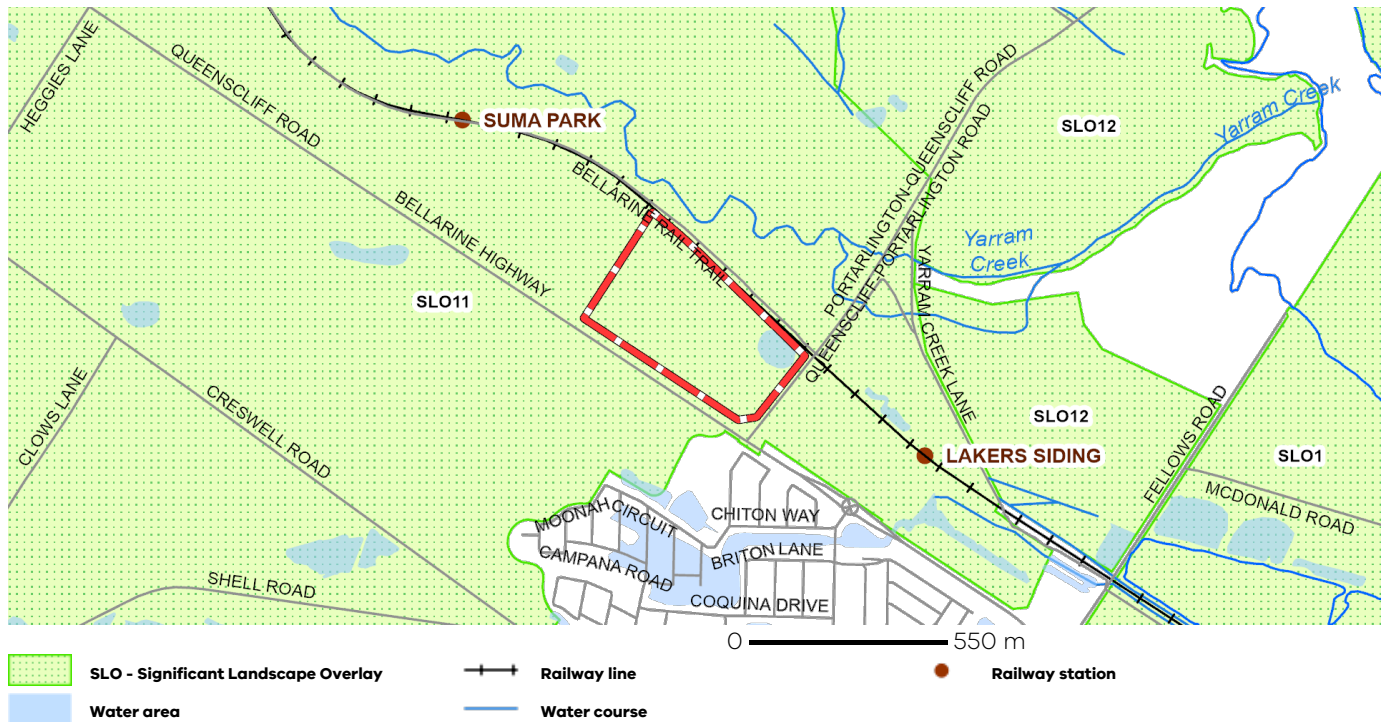 HEGGIES LANE
QUEENSCLIFF ROAD
SUMA PARK
BELLARINE RAIL TRAIL
BELLARINE HIGHWAY
PORTARLINGTON-QUEENSCLIFF ROAD
QUEENSCLIFF-PORTARLINGTON ROAD
SLO12
Yarram Creek
Yarram
Creek
YARRAM CREEK LANE
SLO11
CLOWS LANE
CRESWELL ROAD
SLO12
LAKERS SIDING
FELLOWS ROAD
SLO1
MCDONALD ROAD
MOONAH CIRCUIT
CHITON WAY
CAMPANA ROAD
BRITON LANE
SHELL ROAD
COQUINA DRIVE
0 550 m
SLO - Significant Landscape Overlay
Railway line
Railway station
Water area
Water course